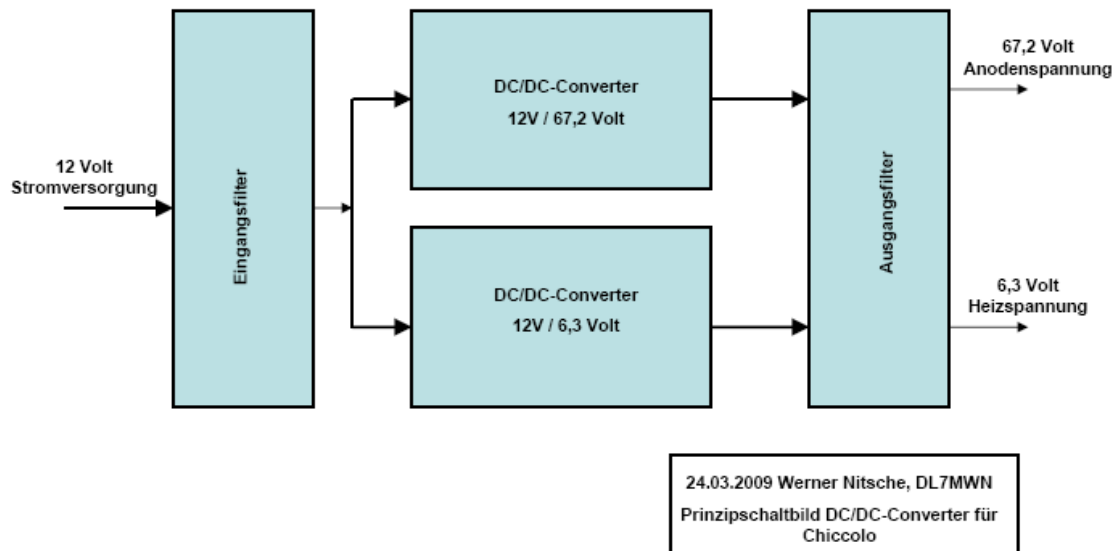 12 Volt
Stromversorgung
Eingangsfilter
DC/DC-Converter
12V / 67,2 Volt
DC/DC-Converter
12V / 6,3 Volt
Ausgangsfilter
67,2 Volt
Anodenspannung
6,3 Volt
Heizspannung
24.03.2009 Werner Nitsche, DL7MWN
Prinzipschaltbild DC/DC-Converter für
Chiccolo